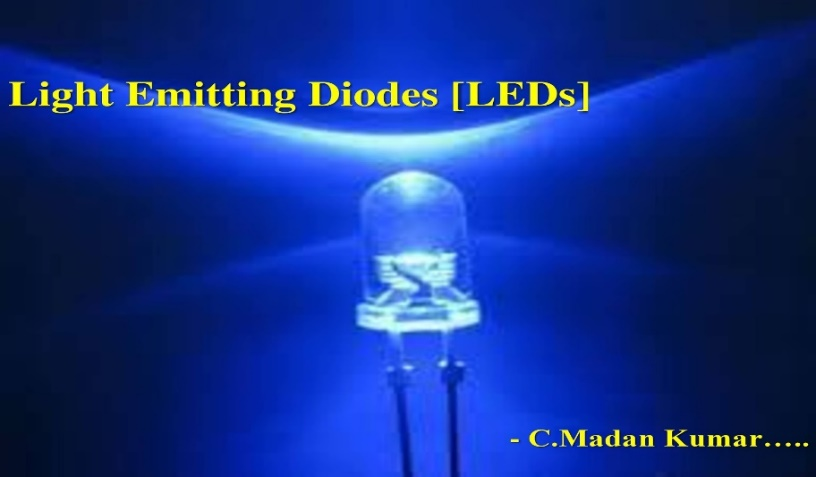 Light Emitting Diodes [LEDs]
- C.Madan Kumar…..